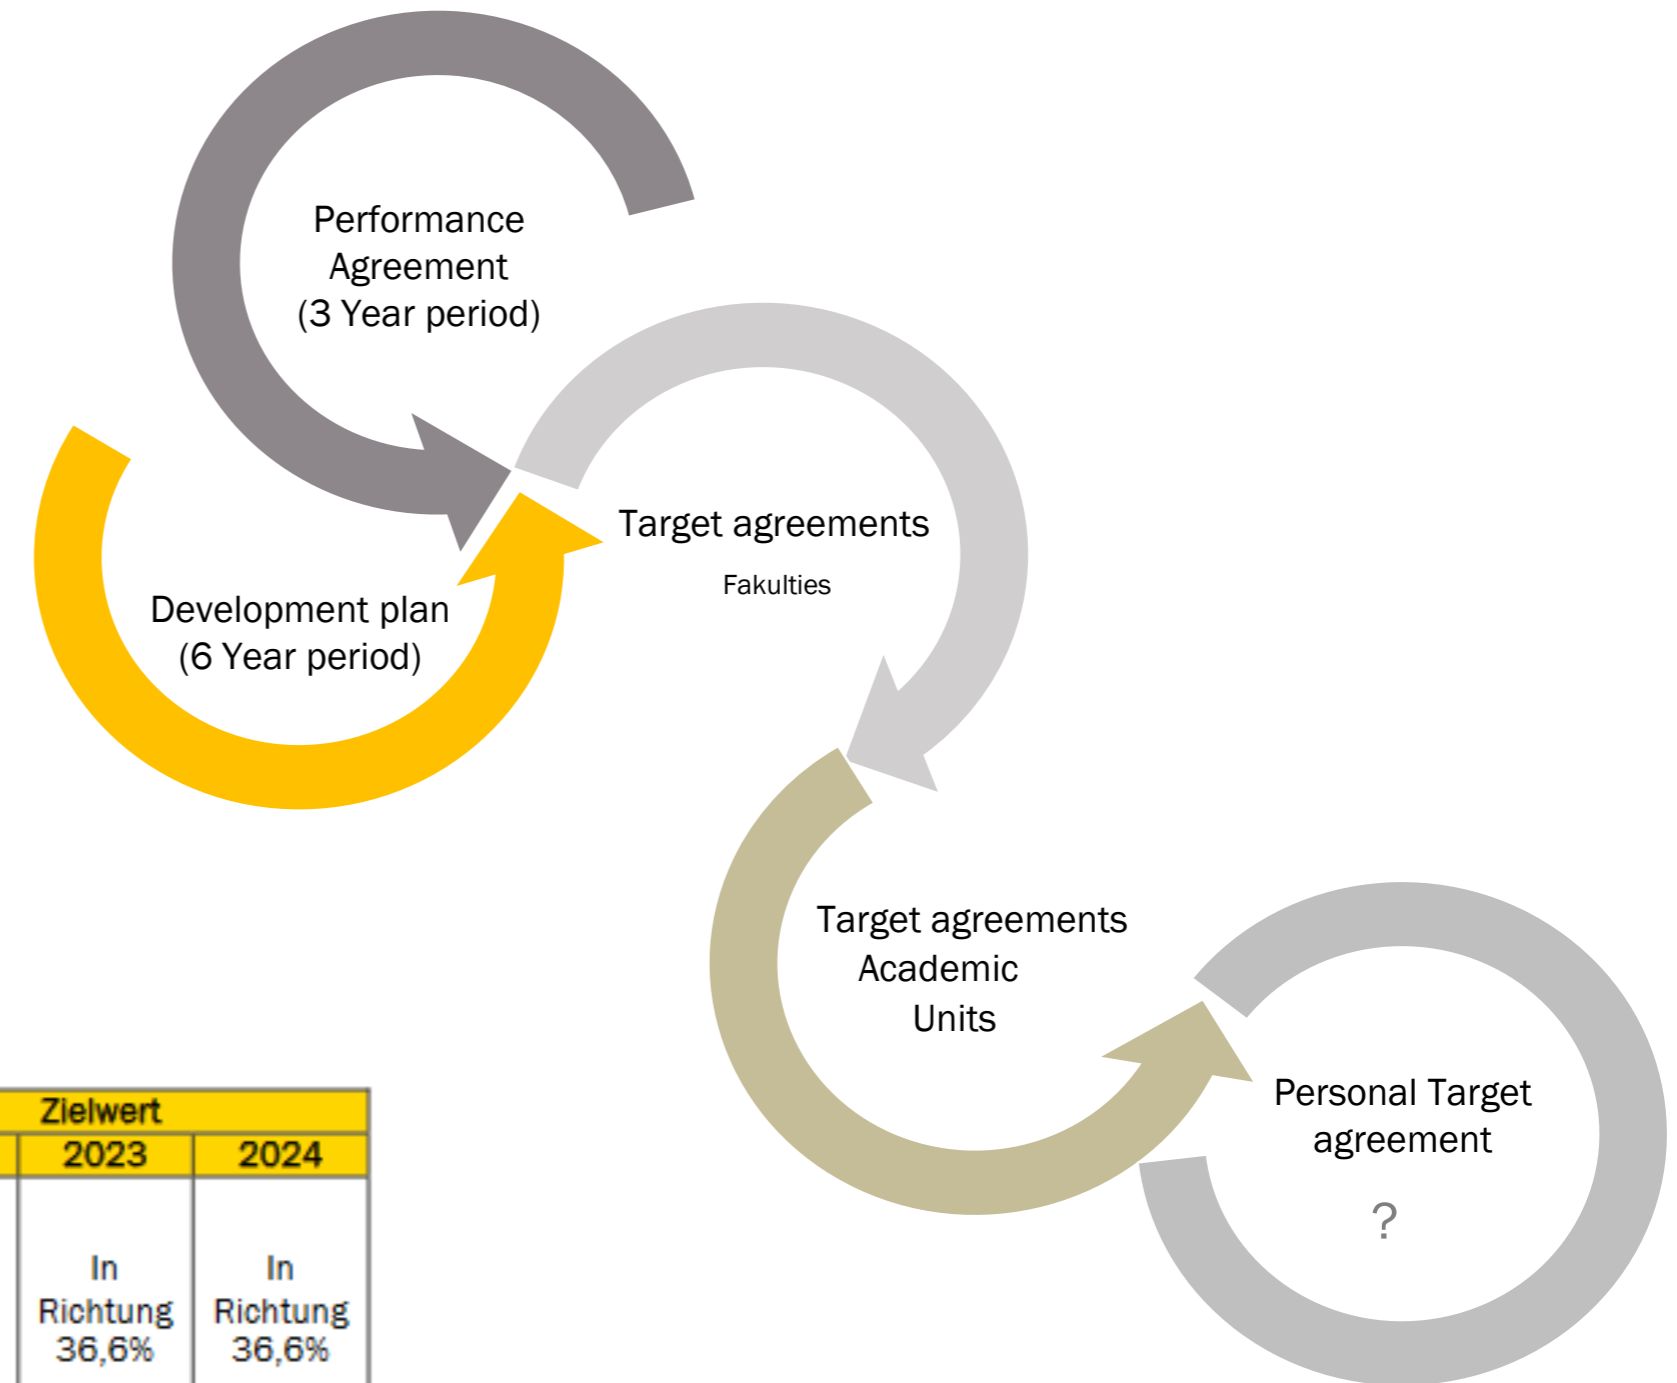 Performance
Agreement
(3 Year period)
Target agreements
Fakulties
Development plan
(6 Year period)
Target agreements
Academic
Units
Personal Target
agreement
?
Zielwert
2023 2024
In In
Richtung Richtung
36,6% 36,6%